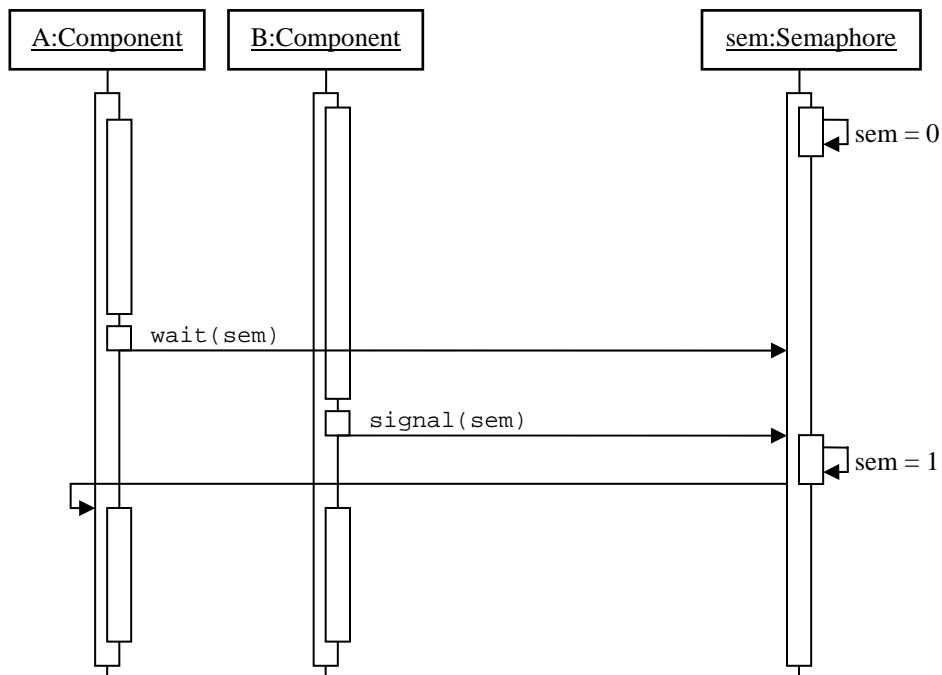 A:Component
B:Component
sem:Semaphore
sem = 0
wait(sem)
signal(sem)
sem = 1